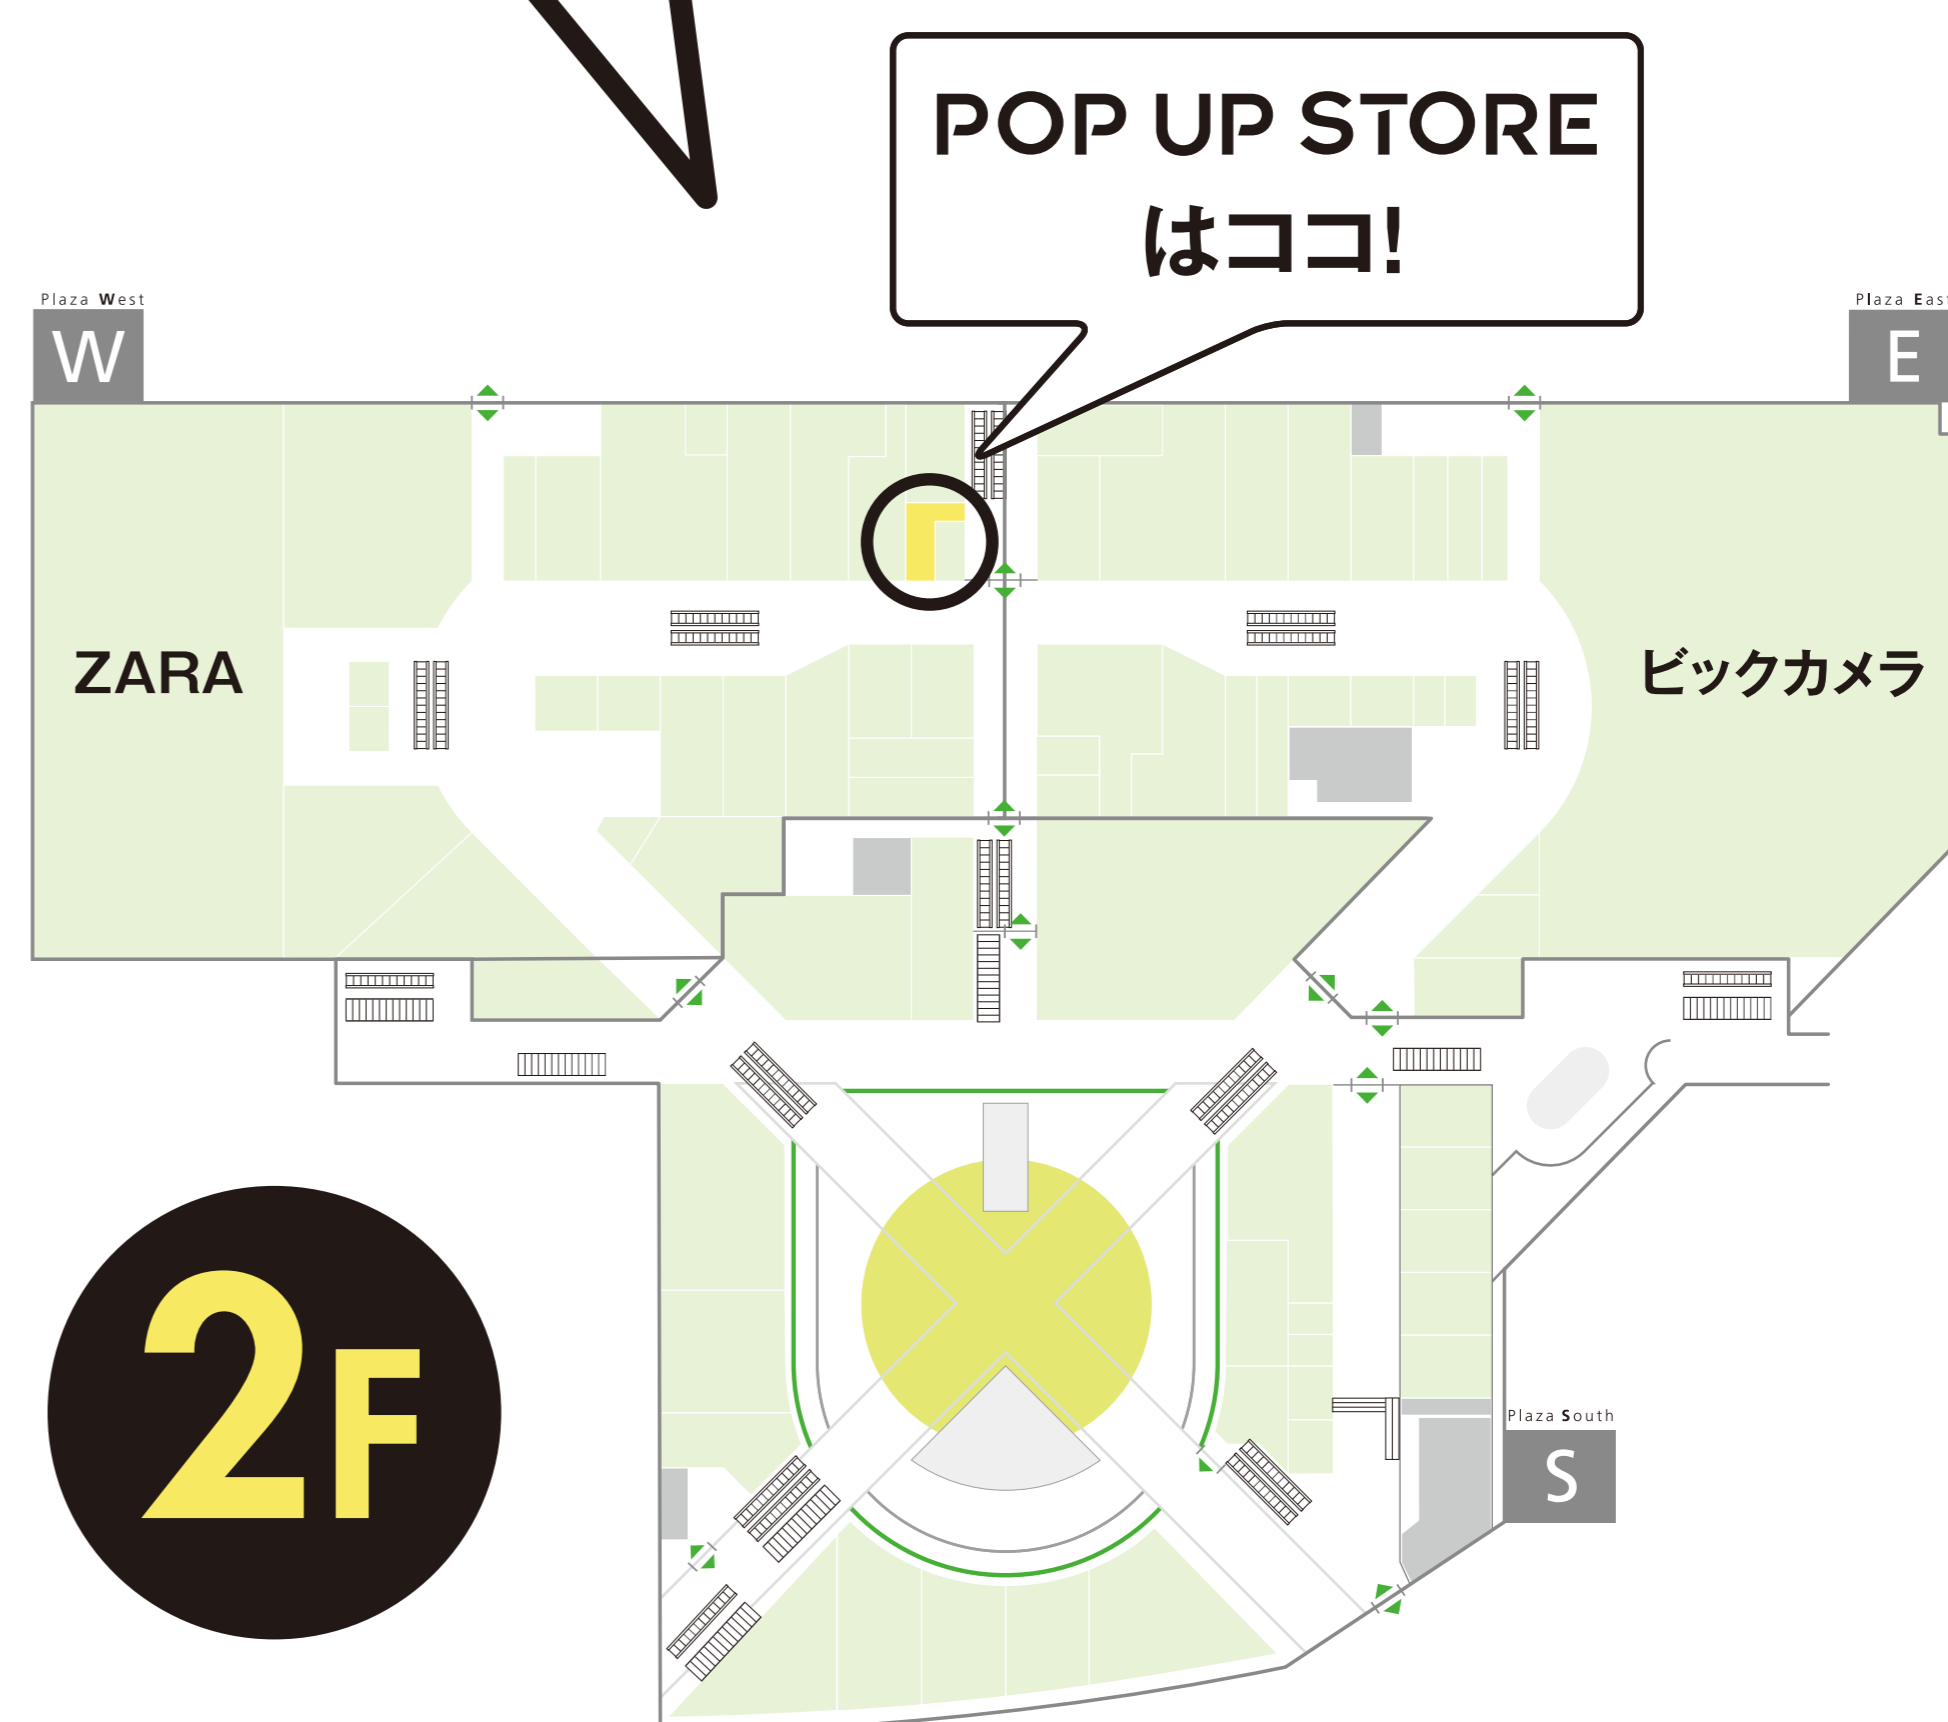 POP UP STORE
はココ!
Plaza West
W
Plaza East
E
ZARA
ビックカメラ
2F
Plaza South
S